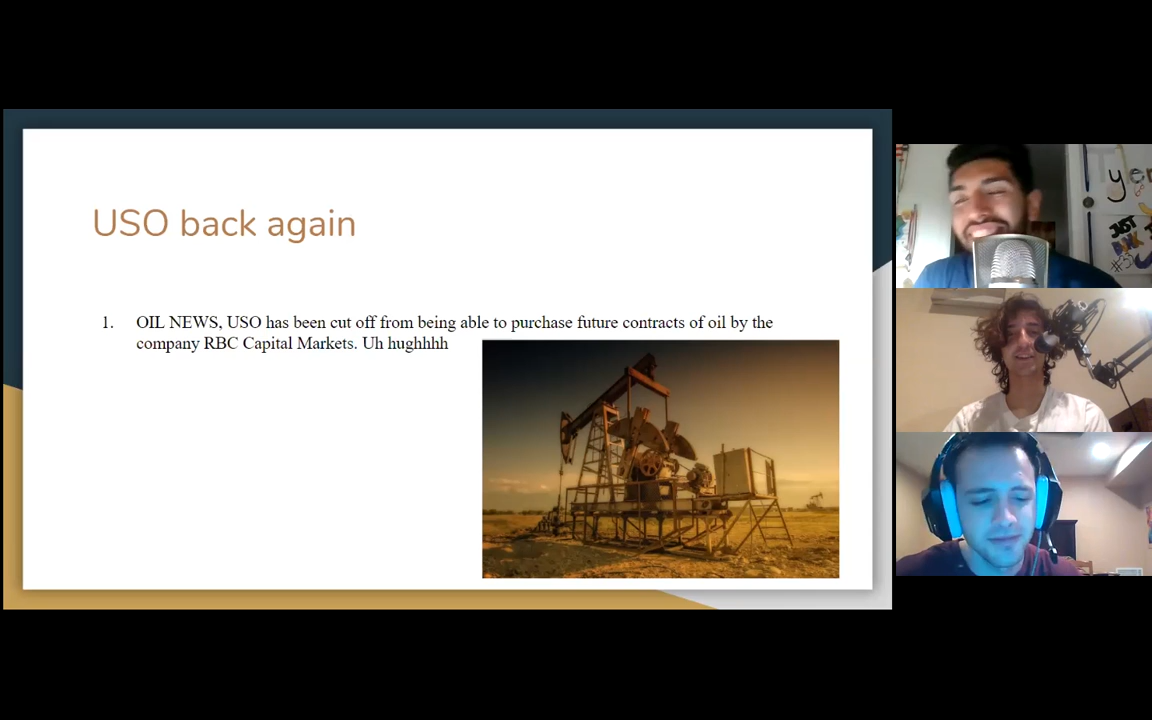 USO back again
1. OIL NEWS, USO has been cut off from being able to purchase future contracts of oil by the
company RBC Capital Markets. Uh hughhhh
JUST